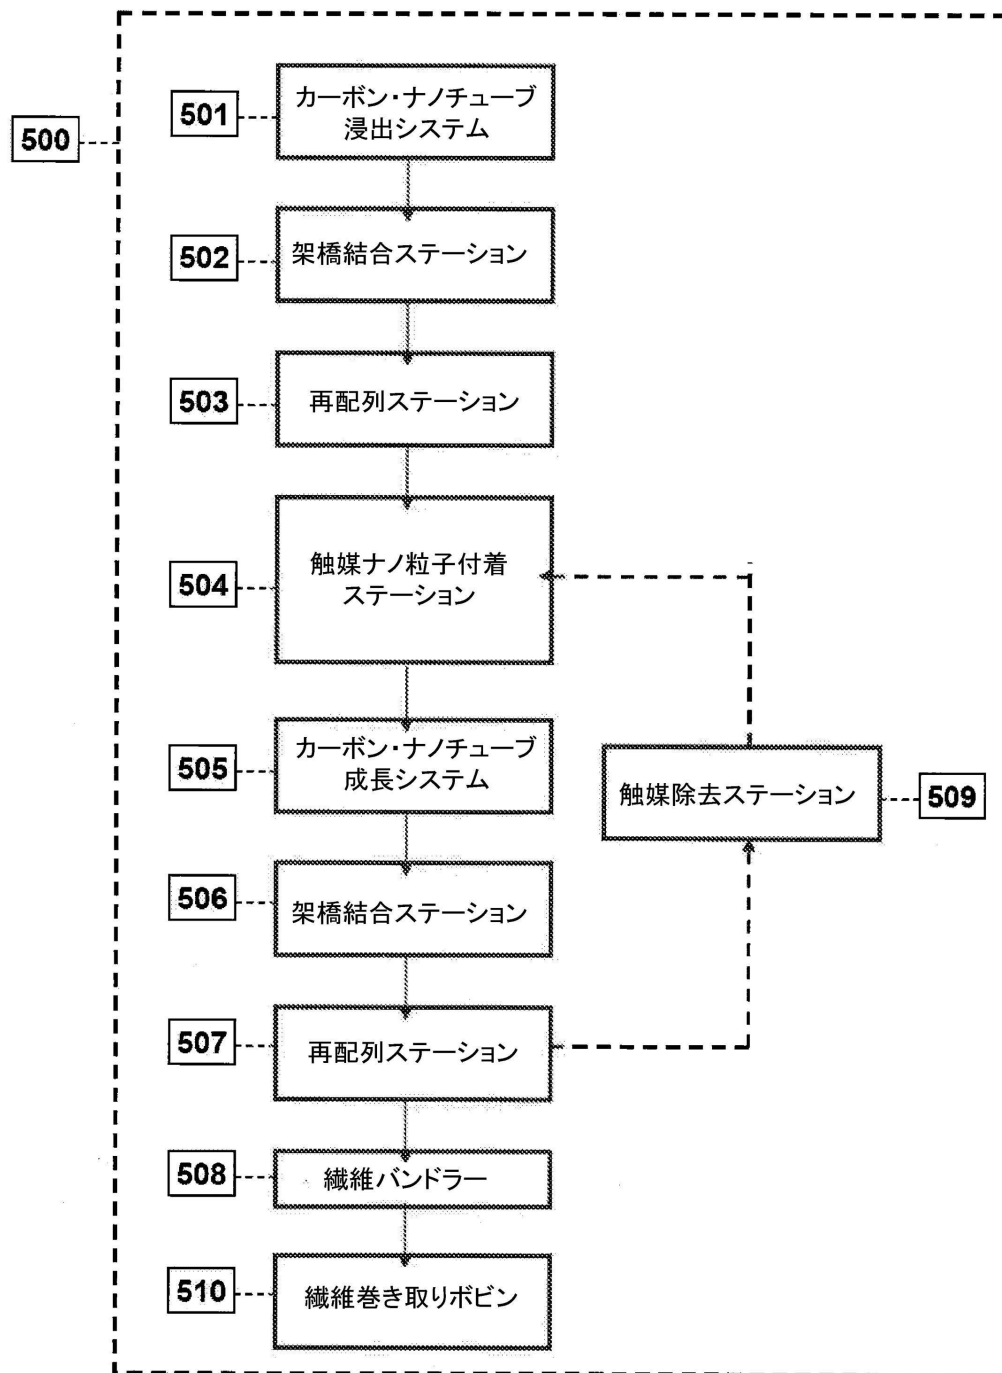 500
501
カーボン・ナノチューブ
浸出システム
502
架橋結合ステーション
503
再配列ステーション
504
触媒ナノ粒子付着
ステーション
505
カーボン・ナノチューブ
成長システム
触媒除去ステーション
509
506
架橋結合ステーション
507
再配列ステーション
508
繊維バンドラー
510
繊維巻き取りボビン